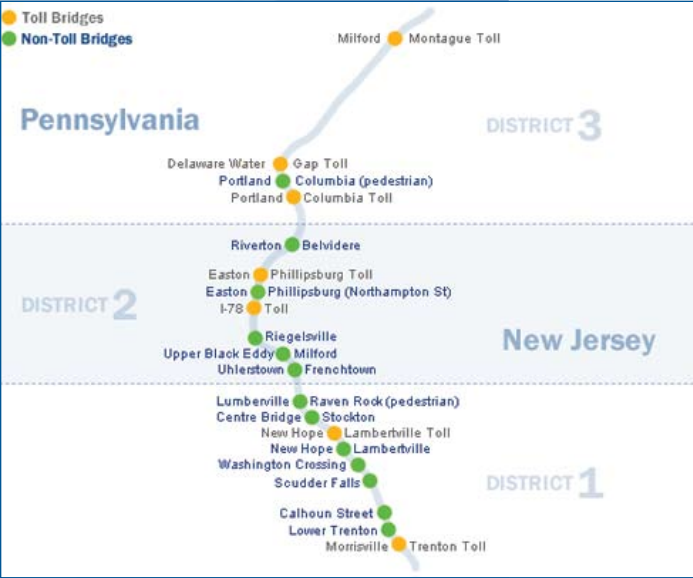 Toll Bridges
Non-Toll Bridges
Milford Montague Toll
Pennsylvania
DISTRICT 3
Delaware Water Gap Toll
Portland Columbia (pedestrian)
Portland Columbia Toll
Riverton Belvidere
Easton Phillipsburg Toll
Easton Phillipsburg (Northampton St)
DISTRICT 2
I-78 Toll
Riegelsville
New Jersey
Upper Black Eddy Milford
Uhlerstown Frenchtown
Lumberville Raven Rock (pedestrian)
Centre Bridge Stockton
New Hope Lambertville Toll
New Hope Lambertville
Washington Crossing
Scudder Falls
DISTRICT 1
Calhoun Street
Lower Trenton
Morrisville Trenton Toll